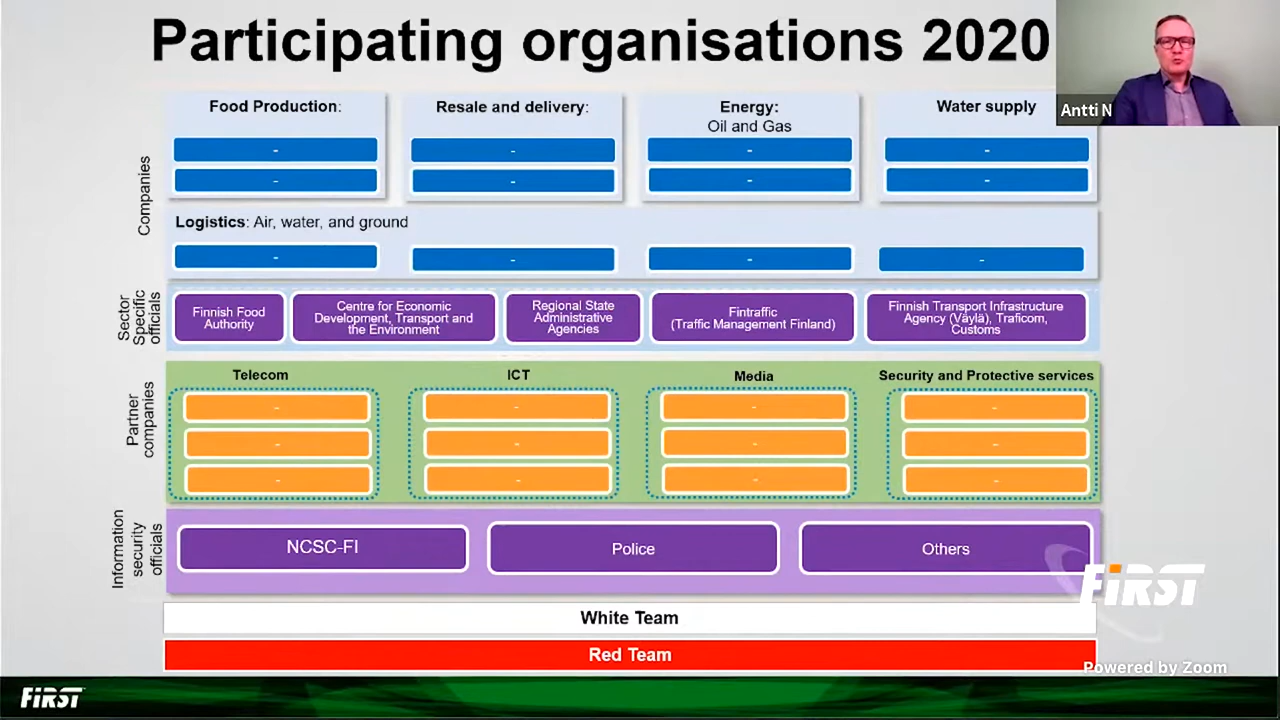 Participating organisations 2020
Antti N
Companies
Food Production:
-
-
Resale and delivery:
-
-
Energy:
Oil and Gas
-
-
Water supply
-
-
Logistics: Air, water, and ground
-
-
-
-
Sector
Specific
officials
Finnish Food
Authority
Centre for Economic
Development, Transport and
the Environment
Regional State
Administrative
Agencies
Fintraffic
(Traffic Management Finland)
Finnish Transport Infrastructure
Agency (Väylä), Traficom,
Customs
Partner
companies
Telecom
-
-
-
ICT
-
-
-
Media
-
-
-
Security and Protective services
-
-
-
Information
security
officials
NCSC-FI
Police
Others
White Team
Red Team
FiRST
Powered by Zoom
FiRST